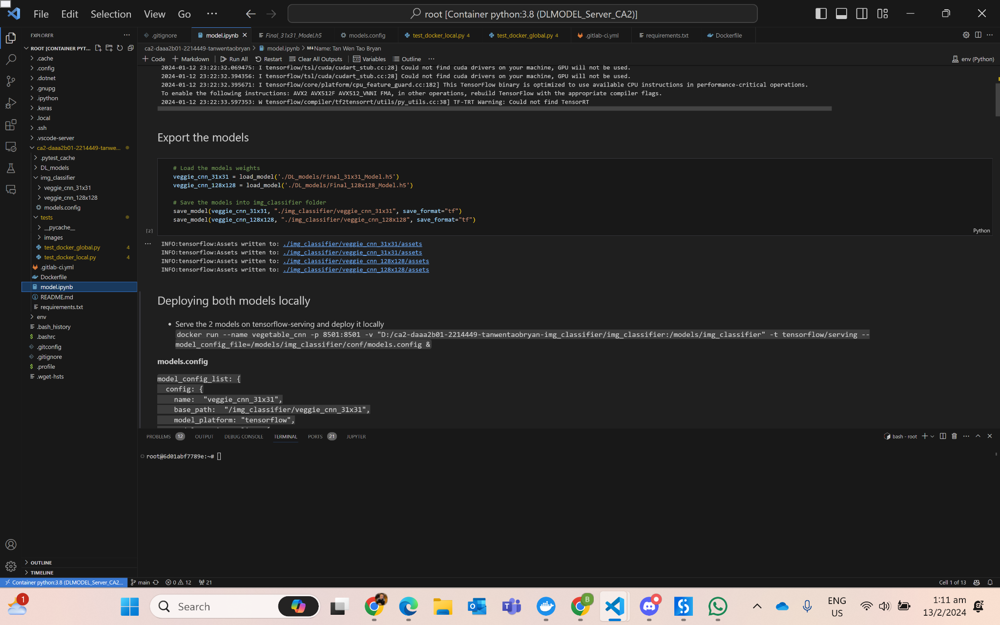 File Edit Selection View Go ···
root [Container python:3.8 (DLMODEL_Server_CA2)]
EXPLORER
.gitignore
model.ipynb
Final_31x31_Model.h5
models.config
test_docker_local.py 4
test_docker_global.py 4
.gitlab-ci.yml
requirements.txt
Dockerfile
ROOT [CONTAINER PYT...
ca2-daaa2b01-2214449-tanwentaobryan > model.ipynb > M↓Name: Tan Wen Tao Bryan
+ Code + Markdown Run All Restart Clear All Outputs Variables Outline ···
env (Python)
.cache
.config
.dotnet
.gnupg
.ipython
.keras
.local
.ssh
.vscode-server
ca2-daaa2b01-2214449-tanwe...
.pytest_cache
DL_models
img_classifier
veggie_cnn_31x31
veggie_cnn_128x128
models.config
tests
__pycache__
images
test_docker_global.py 4
test_docker_local.py 4
.gitlab-ci.yml
Dockerfile
model.ipynb
README.md
requirements.txt
env
.bash_history
.bashrc
.gitconfig
.gitignore
.profile
.wget-hsts
OUTLINE
TIMELINE
2024-01-12 23:22:32.069475: I tensorflow/tsl/cuda/cudart_stub.cc:28] Could not find cuda drivers on your machine, GPU will not be used.
2024-01-12 23:22:32.394356: I tensorflow/tsl/cuda/cudart_stub.cc:28] Could not find cuda drivers on your machine, GPU will not be used.
2024-01-12 23:22:32.395671: I tensorflow/core/platform/cpu_feature_guard.cc:182] This TensorFlow binary is optimized to use available CPU instructions in performance-critical operations.
To enable the following instructions: AVX2 AVX512F AVX512_VNNI FMA, in other operations, rebuild TensorFlow with the appropriate compiler flags.
2024-01-12 23:22:33.597353: W tensorflow/compiler/tf2tensorrt/utils/py_utils.cc:38] TF-TRT Warning: Could not find TensorRT
Export the models
# Load the models weights
veggie_cnn_31x31 = load_model('./DL_models/Final_31x31_Model.h5')
veggie_cnn_128x128 = load_model('./DL_models/Final_128x128_Model.h5')
# Save the models into img_classifier folder
save_model(veggie_cnn_31x31, "./img_classifier/veggie_cnn_31x31", save_format="tf")
save_model(veggie_cnn_128x128, "./img_classifier/veggie_cnn_128x128", save_format="tf")
[2]
Python
··· INFO:tensorflow:Assets written to: ./img_classifier/veggie_cnn_31x31/assets
INFO:tensorflow:Assets written to: ./img_classifier/veggie_cnn_31x31/assets
INFO:tensorflow:Assets written to: ./img_classifier/veggie_cnn_128x128/assets
INFO:tensorflow:Assets written to: ./img_classifier/veggie_cnn_128x128/assets
Deploying both models locally
• Serve the 2 models on tensorflow-serving and deploy it locally
docker run --name vegetable_cnn -p 8501:8501 -v "D:/ca2-daaa2b01-2214449-tanwentaobryan-img_classifier/img_classifier:/models/img_classifier" -t tensorflow/serving --
model_config_file=/models/img_classifier/conf/models.config &
models.config
model_config_list: {
config: {
name: "veggie_cnn_31x31",
base_path: "/img_classifier/veggie_cnn_31x31",
model_platform: "tensorflow",
PROBLEMS 12 OUTPUT DEBUG CONSOLE TERMINAL PORTS 21 JUPYTER
bash - root
root@6d01abf7789e:~#
Container python:3.8 (DLMODEL_Server_CA2... main 0 12 21
Cell 1 of 13
1
Search
B
ENG
US
1:11 am
13/2/2024